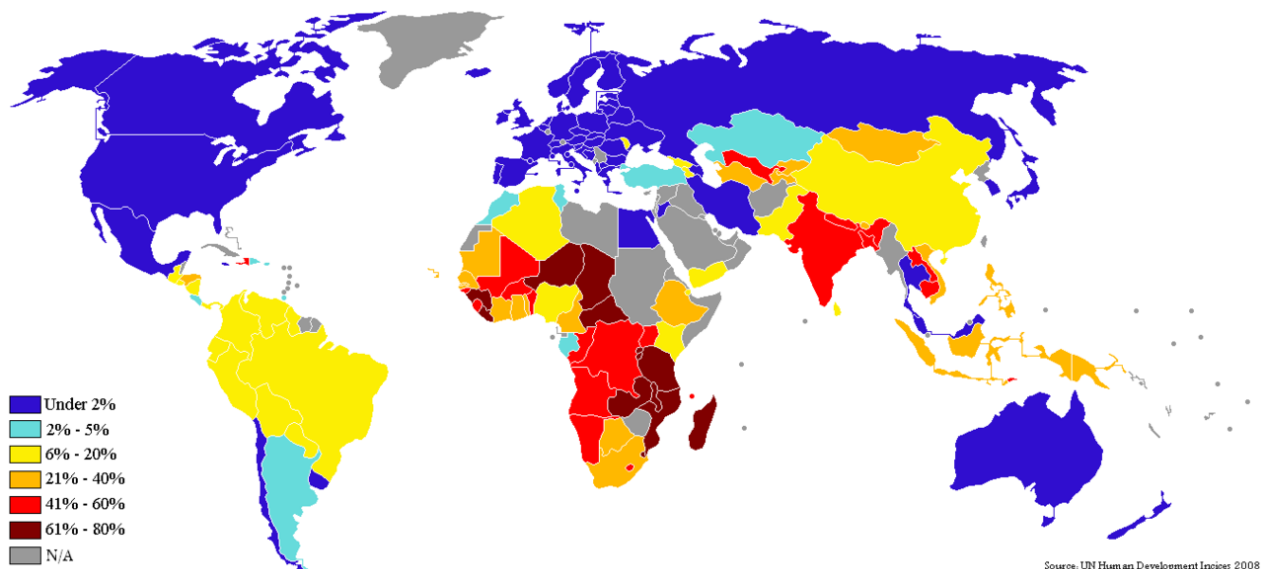 Under 2%
2% - 5%
6% - 20%
21% - 40%
41% - 60%
61% - 80%
N/A
Source: UN Human Development Indices 2008